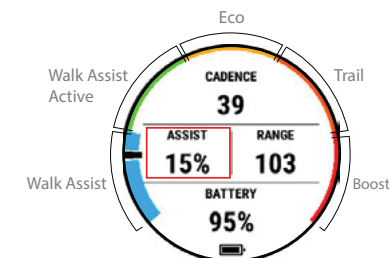 Eco
Walk Assist
Active
Trail
CADENCE
39
ASSIST
RANGE
15%
103
Walk Assist
Boost
BATTERY
95%